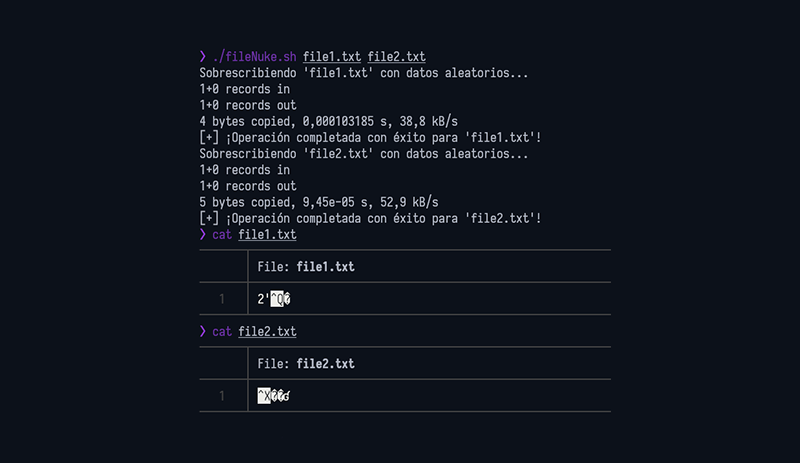 ❯ ./fileNuke.sh file1.txt file2.txt
Sobrescribiendo 'file1.txt' con datos aleatorios...
1+0 records in
1+0 records out
4 bytes copied, 0,000103185 s, 38,8 kB/s
[+] ¡Operación completada con éxito para 'file1.txt'!
Sobrescribiendo 'file2.txt' con datos aleatorios...
1+0 records in
1+0 records out
5 bytes copied, 9,45e-05 s, 52,9 kB/s
[+] ¡Operación completada con éxito para 'file2.txt'!
❯ cat file1.txt
File: file1.txt
1 2'^Q�
❯ cat file2.txt
File: file2.txt
1 ^X��